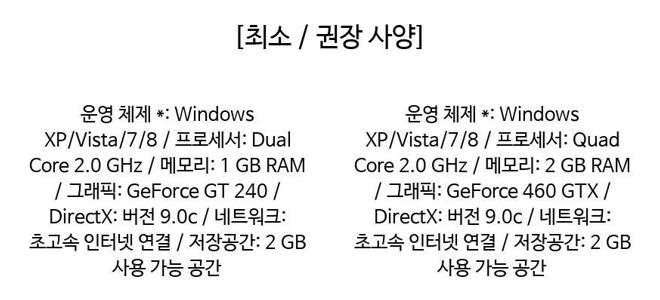 [최소 / 권장 사양]
운영 체제 *: Windows
XP/Vista/7/8 / 프로세서: Dual
Core 2.0 GHz / 메모리: 1 GB RAM
/ 그래픽: GeForce GT 240 /
DirectX: 버전 9.0c / 네트워크:
초고속 인터넷 연결 / 저장공간: 2 GB
사용 가능 공간
운영 체제 *: Windows
XP/Vista/7/8 / 프로세서: Quad
Core 2.0 GHz / 메모리: 2 GB RAM
/ 그래픽: GeForce 460 GTX /
DirectX: 버전 9.0c / 네트워크:
초고속 인터넷 연결 / 저장공간: 2 GB
사용 가능 공간